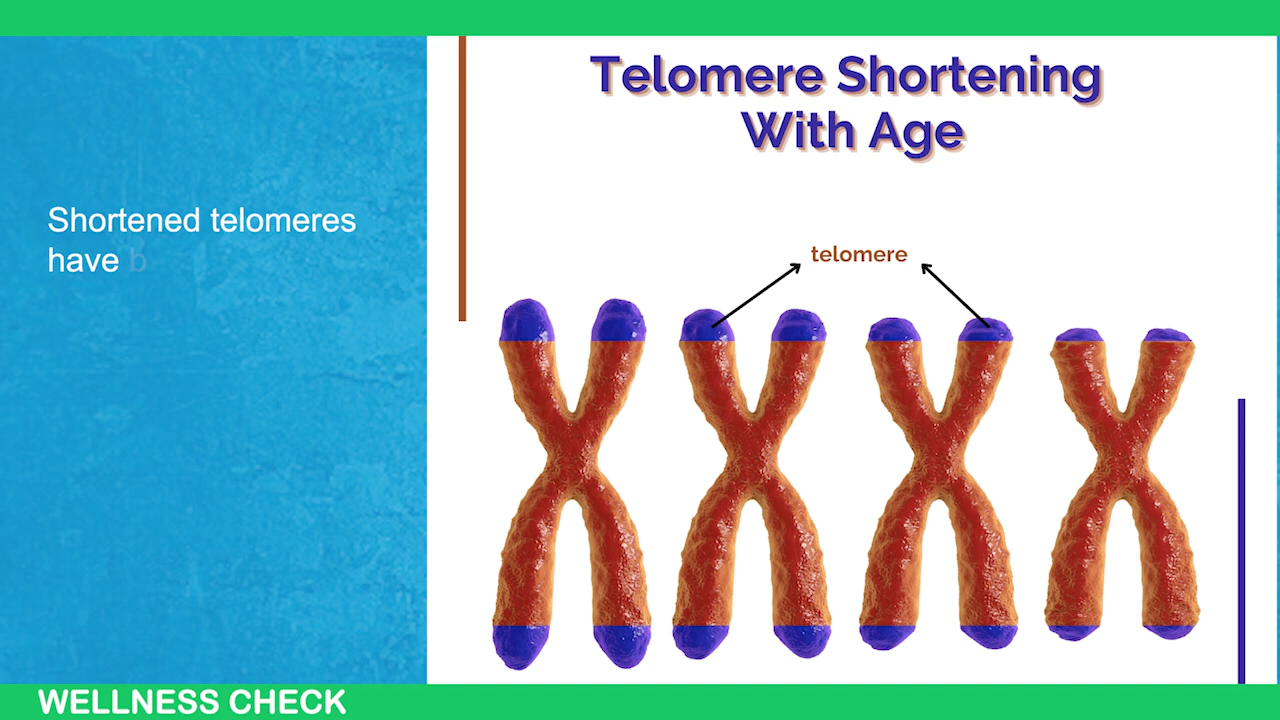 Telomere Shortening
With Age
Shortened telomeres
have b
telomere
WELLNESS CHECK